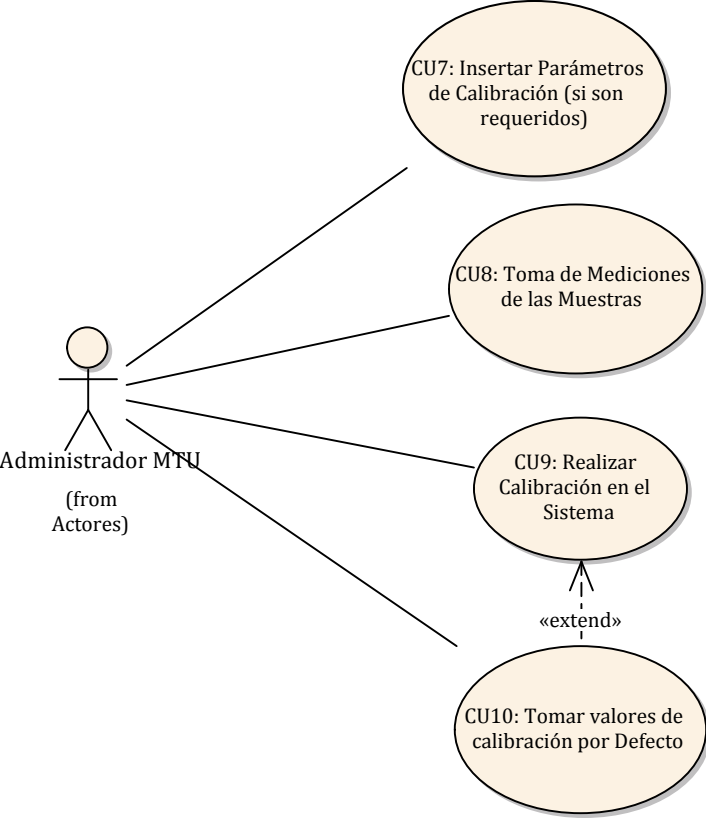 CU7: Insertar Parámetros
de Calibración (si son
requeridos)
CU8: Toma de Mediciones
de las Muestras
Administrador MTU
(from
Actores)
CU9: Realizar
Calibración en el
Sistema
«extend»
CU10: Tomar valores de
calibración por Defecto